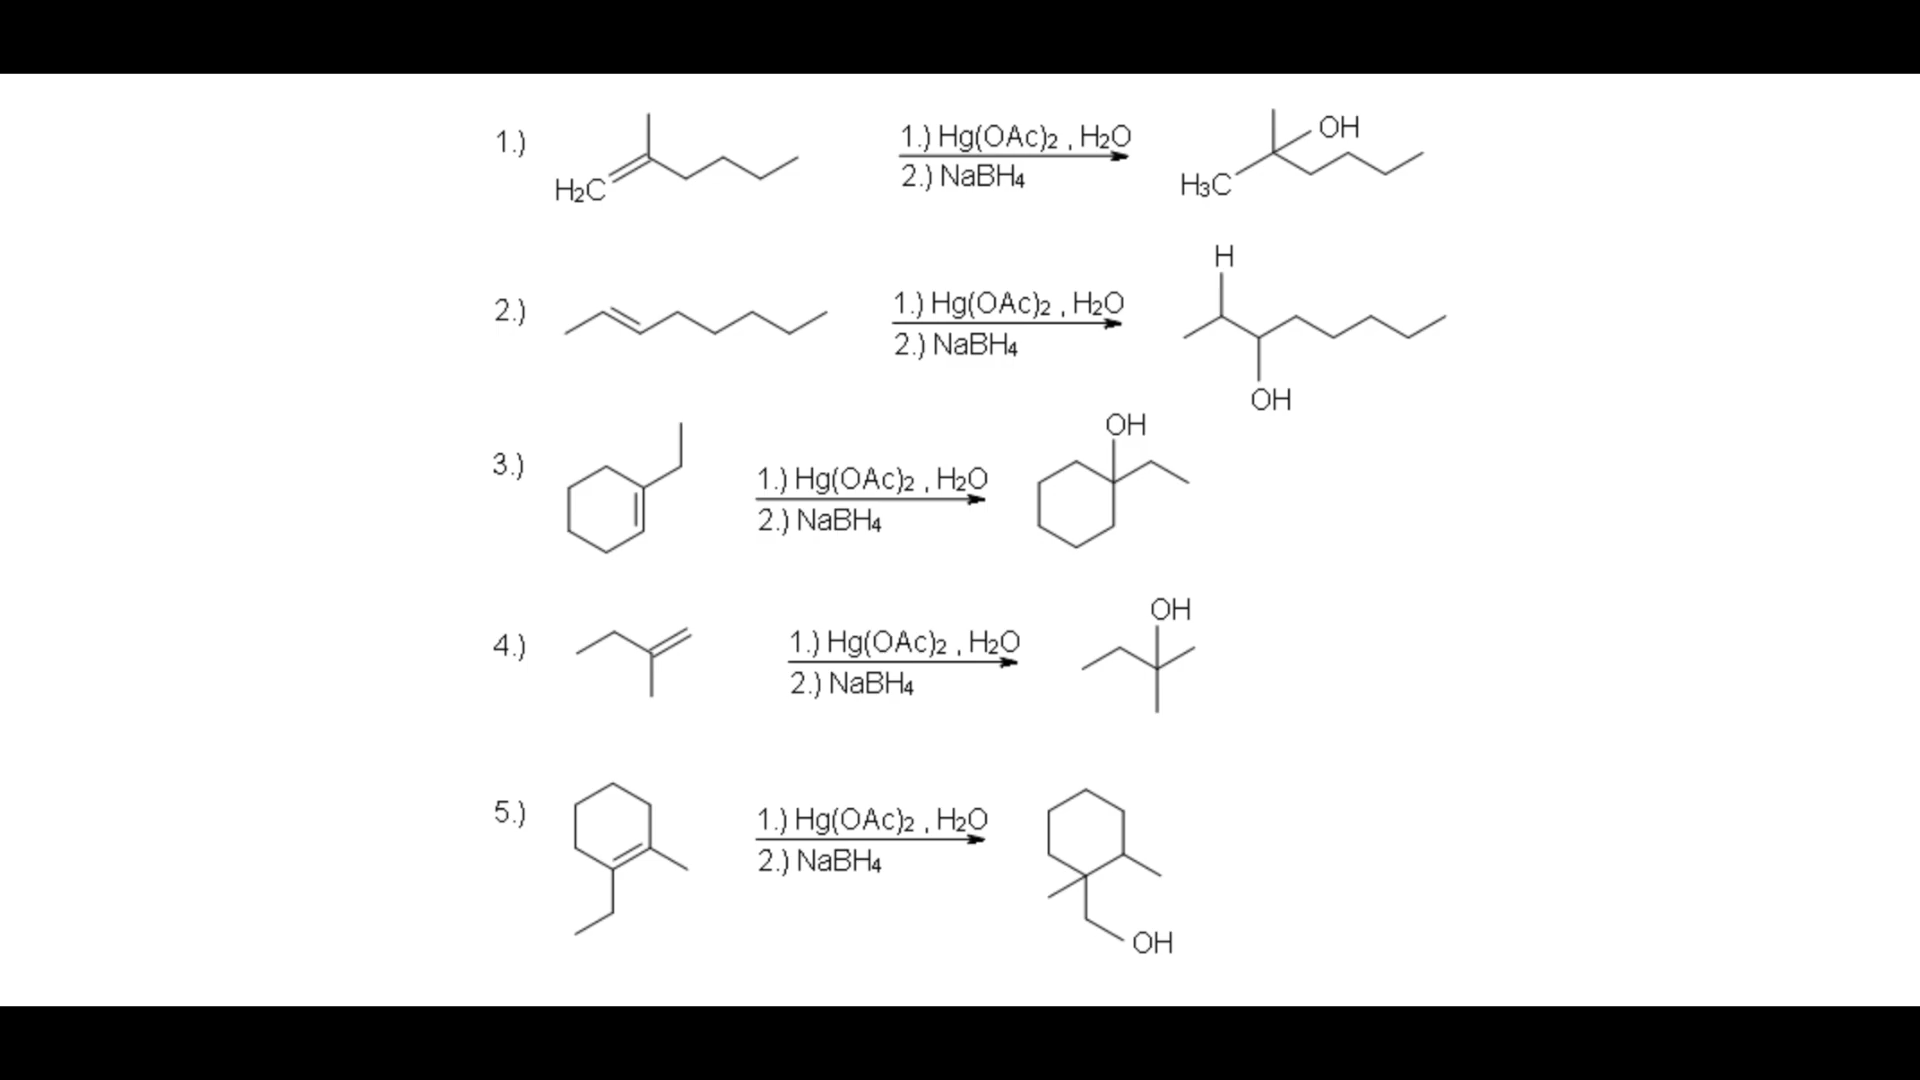 1.)
1.) Hg(OAc)2 , H2O
2.) NaBH4
H2C
OH
H3C
2.)
1.) Hg(OAc)2 , H2O
2.) NaBH4
H
OH
3.)
1.) Hg(OAc)2 , H2O
2.) NaBH4
OH
4.)
1.) Hg(OAc)2 , H2O
2.) NaBH4
OH
5.)
1.) Hg(OAc)2 , H2O
2.) NaBH4
OH